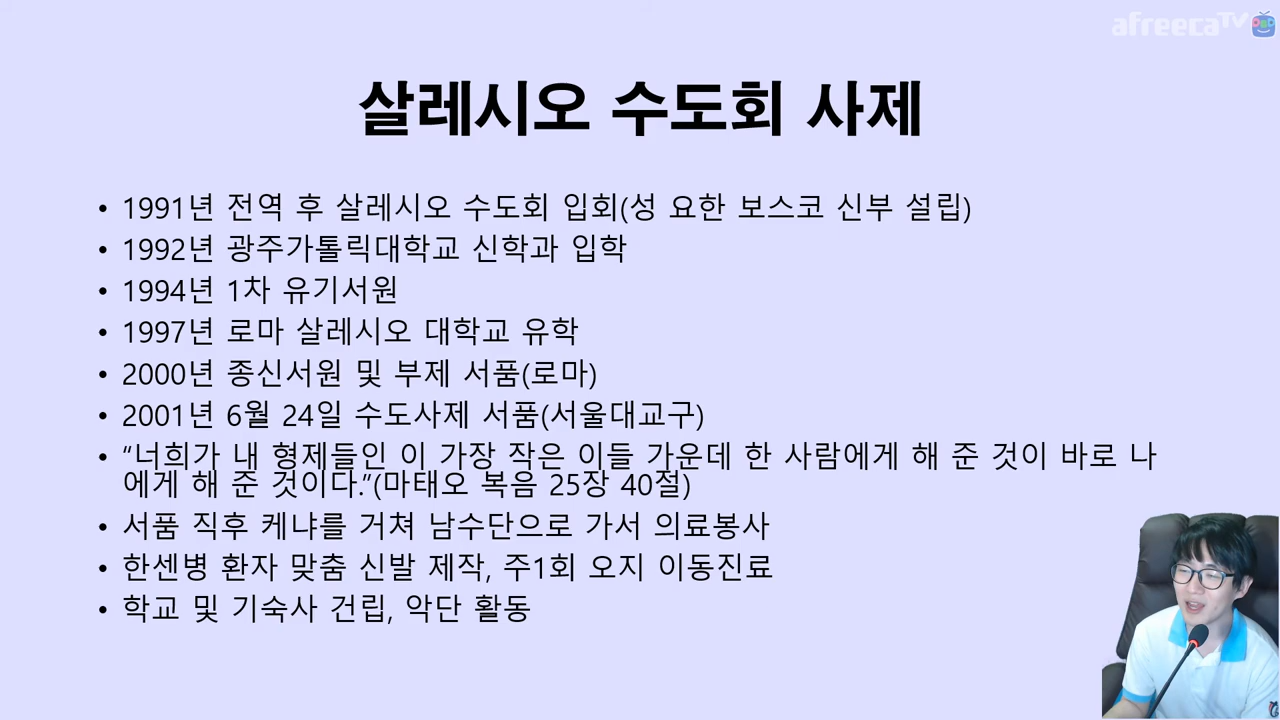 afreecaTV
살레시오 수도회 사제
• 1991년 전역 후 살레시오 수도회 입회(성 요한 보스코 신부 설립)
• 1992년 광주가톨릭대학교 신학과 입학
• 1994년 1차 유기서원
• 1997년 로마 살레시오 대학교 유학
• 2000년 종신서원 및 부제 서품(로마)
• 2001년 6월 24일 수도사제 서품(서울대교구)
• “너희가 내 형제들인 이 가장 작은 이들 가운데 한 사람에게 해 준 것이 바로 나
에게 해 준 것이다.”(마태오 복음 25장 40절)
• 서품 직후 케냐를 거쳐 남수단으로 가서 의료봉사
• 한센병 환자 맞춤 신발 제작, 주1회 오지 이동진료
• 학교 및 기숙사 건립, 악단 활동